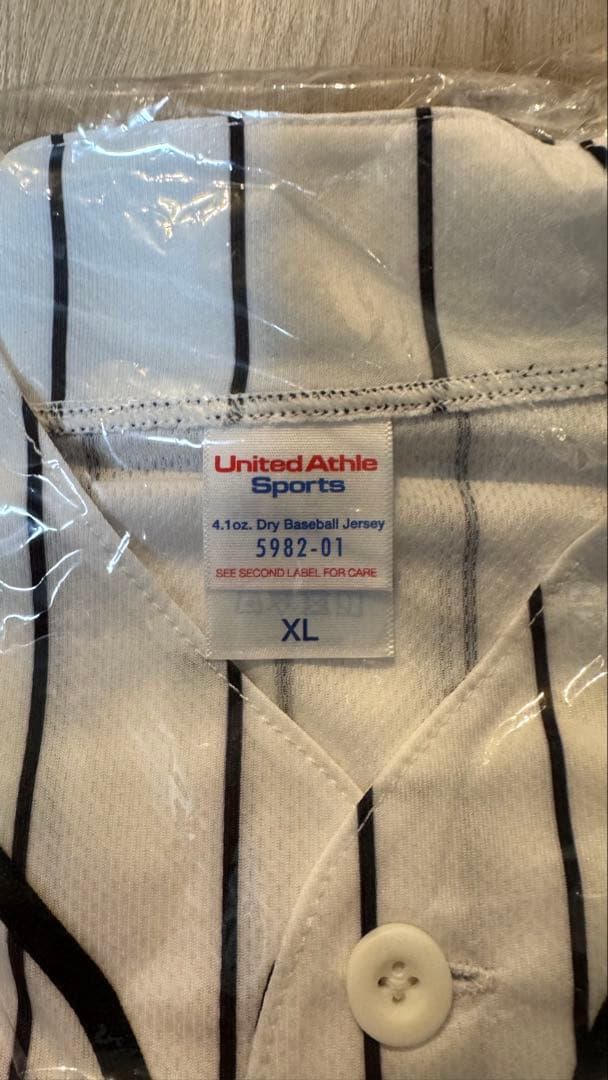 United Athle
Sports
4.1oz. Dry Baseball Jersey
5982-01
SEE SECOND LABEL FOR CARE
XL